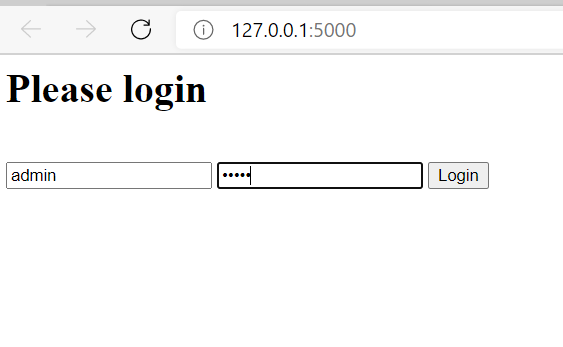 127.0.0.1:5000
Please login
admin ••••• Login